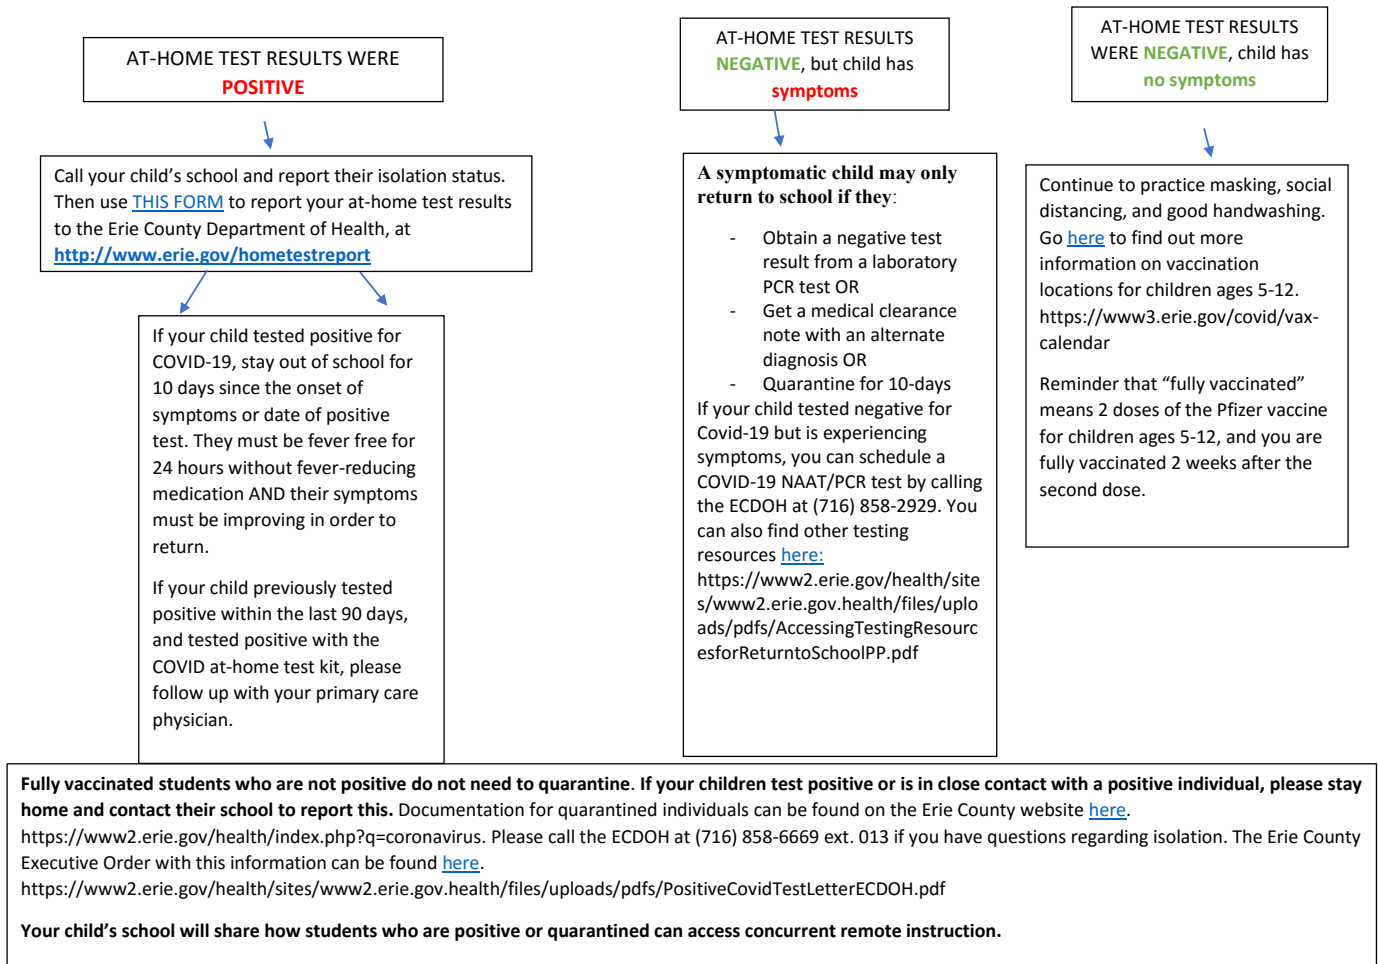 AT-HOME TEST RESULTS WERE
POSITIVE
Call your child's school and report their isolation status.
Then use THIS FORM to report your at-home test results
to the Erie County Department of Health, at
http://www.erie.gov/hometestreport
If your child tested positive for
COVID-19, stay out of school for
10 days since the onset of
symptoms or date of positive
test. They must be fever free for
24 hours without fever-reducing
medication AND their symptoms
must be improving in order to
return.
If your child previously tested
positive within the last 90 days,
and tested positive with the
COVID at-home test kit, please
follow up with your primary care
physician.
AT-HOME TEST RESULTS
NEGATIVE, but child has
symptoms
A symptomatic child may only
return to school if they:
- Obtain a negative test
result from a laboratory
PCR test OR
- Get a medical clearance
note with an alternate
diagnosis OR
- Quarantine for 10-days
If your child tested negative for
Covid-19 but is experiencing
symptoms, you can schedule a
COVID-19 NAAT/PCR test by calling
the ECDOH at (716) 858-2929. You
can also find other testing
resources here:
https://www2.erie.gov/health/site
s/www2.erie.gov.health/files/uplo
ads/pdfs/AccessingTestingResourc
esforReturntoSchoolPP.pdf
AT-HOME TEST RESULTS
WERE NEGATIVE, child has
no symptoms
Continue to practice masking, social
distancing, and good handwashing.
Go here to find out more
information on vaccination
locations for children ages 5-12.
https://www3.erie.gov/covid/vax-
calendar
Reminder that “fully vaccinated”
means 2 doses of the Pfizer vaccine
for children ages 5-12, and you are
fully vaccinated 2 weeks after the
second dose.
Fully vaccinated students who are not positive do not need to quarantine. If your children test positive or is in close contact with a positive individual, please stay
home and contact their school to report this. Documentation for quarantined individuals can be found on the Erie County website here.
https://www2.erie.gov/health/index.php?q=coronavirus. Please call the ECDOH at (716) 858-6669 ext. 013 if you have questions regarding isolation. The Erie County
Executive Order with this information can be found here.
https://www2.erie.gov/health/sites/www2.erie.gov.health/files/uploads/pdfs/PositiveCovidTestLetterECDOH.pdf
Your child's school will share how students who are positive or quarantined can access concurrent remote instruction.